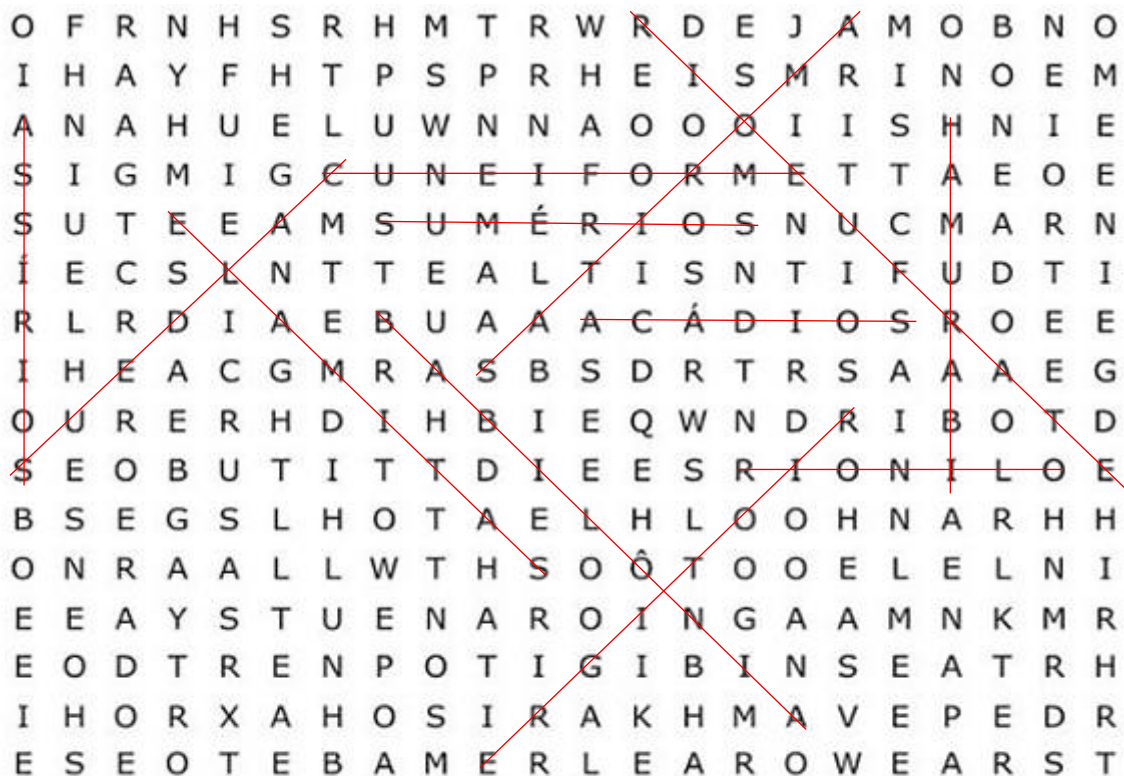 O F R N H S R H M T R W R D E J A M O B N O
I H A Y F H T P S P R H E I S M R I N O E M
A N A H U E L U W N N A O O O I I S H N I E
S I G M I G C U N E I F O R M E T T A E O E
S U T E E A M S U M É R I O S N U C M A R N
Í E C S L N T T E A L T I S N T I F U D T I
R L R D I A E B U A A A C Á D I O S R O E E
I H E A C G M R A S B S D R T R S A A A E G
O U R E R H D I H B I E Q W N D R I B O T D
S E O B U T I T T D I E E S R I O N I L O E
B S E G S L H O T A E L H L O O H N A R H H
O N R A A L L W T H S O Ô T O O E L E L N I
E E A Y S T U E N A R O I N G A A M N K M R
E O D T R E N P O T I G I B I N S E A T R H
I H O R X A H O S I R A K H M A V E P E D R
E S E O T E B A M E R L E A R O W E A R S T